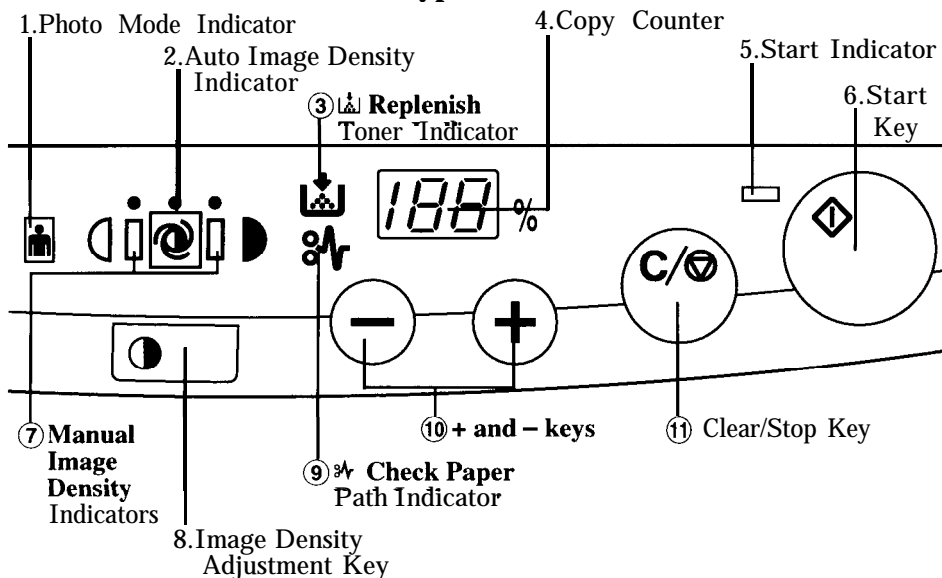 1.Photo Mode Indicator
2.Auto Image Density
Indicator
③ Replenish
Toner Indicator
4.Copy Counter
5.Start Indicator
6.Start
Key
188 %
C/
− +
⑦ Manual
Image
Density
Indicators
8.Image Density
Adjustment Key
⑨ Check Paper
Path Indicator
⑩ + and − keys
⑪ Clear/Stop Key